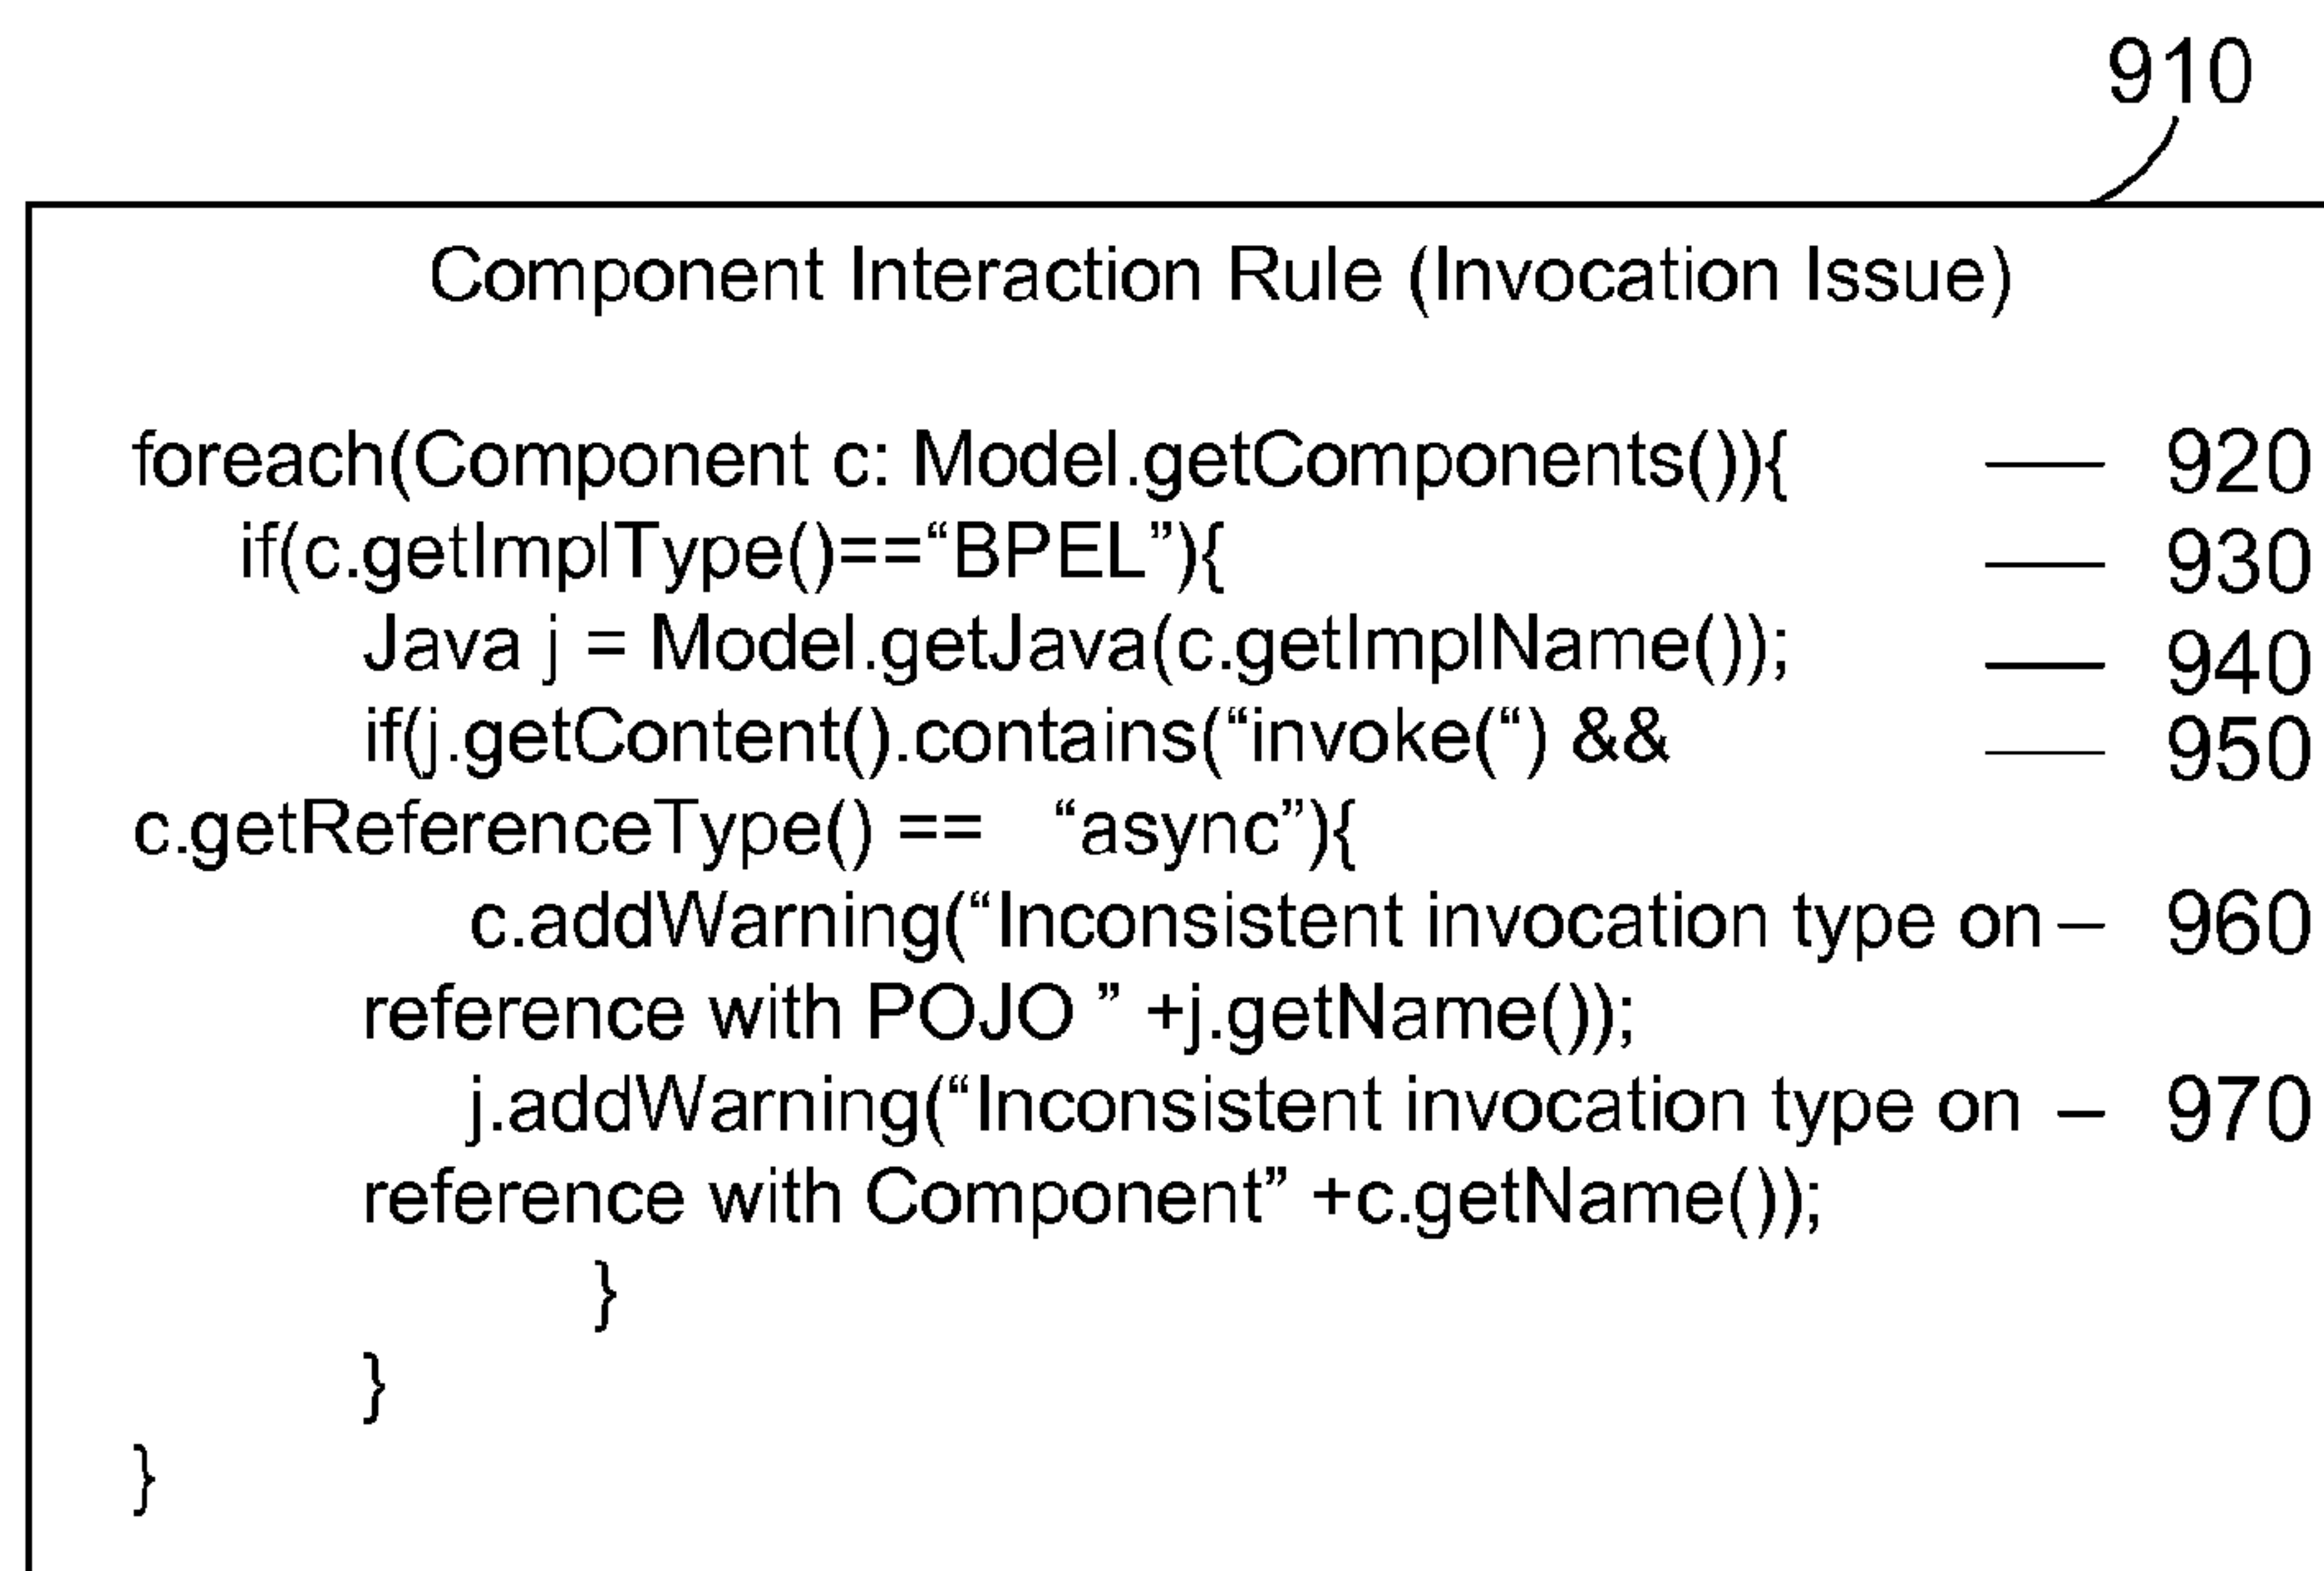 910
Component Interaction Rule (Invocation Issue)
foreach(Component c: Model.getComponents()){ — 920
if(c.getImplType()==“BPEL”){ — 930
Java j = Model.getJava(c.getImplName()); — 940
if(j.getContent().contains(“invoke(“) && — 950
c.getReferenceType() == “async”){
c.addWarning(“Inconsistent invocation type on – 960
reference with POJO ” +j.getName());
j.addWarning(“Inconsistent invocation type on – 970
reference with Component” +c.getName());
}
}
}